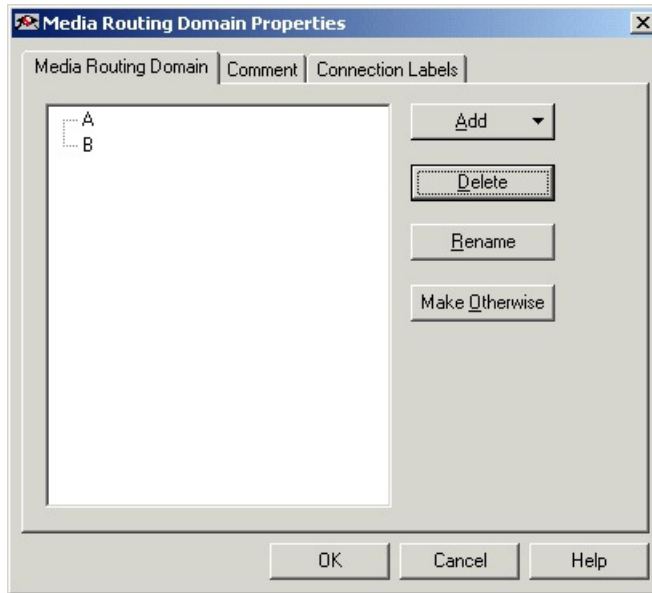 Media Routing Domain Properties
Media Routing Domain Comment Connection Labels
A
B
Add
Delete
Rename
Make Otherwise
OK Cancel Help